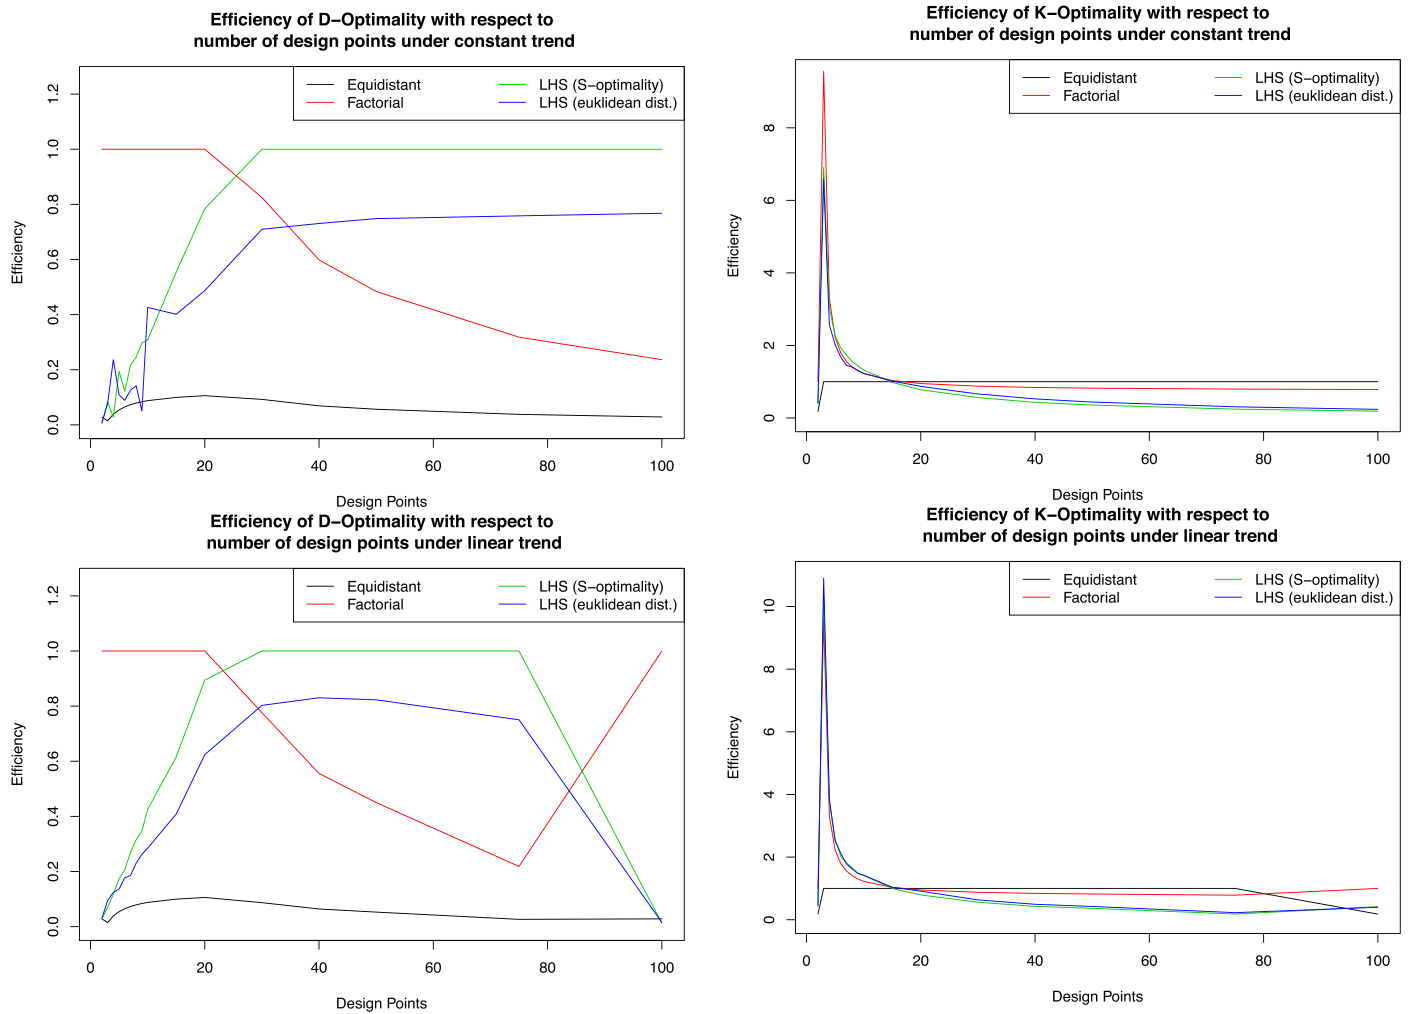 Efficiency of D−Optimality with respect to
number of design points under constant trend
Equidistant
Factorial
LHS (S−optimality)
LHS (euklidean dist.)
Efficiency
0.0 0.2 0.4 0.6 0.8 1.0 1.2
0 20 40 60 80 100
Design Points
Efficiency of K−Optimality with respect to
number of design points under constant trend
Equidistant
Factorial
LHS (S−optimality)
LHS (euklidean dist.)
Efficiency
0 2 4 6 8
0 20 40 60 80 100
Design Points
Efficiency of D−Optimality with respect to
number of design points under linear trend
Equidistant
Factorial
LHS (S−optimality)
LHS (euklidean dist.)
Efficiency
0.0 0.2 0.4 0.6 0.8 1.0 1.2
0 20 40 60 80 100
Design Points
Efficiency of K−Optimality with respect to
number of design points under linear trend
Equidistant
Factorial
LHS (S−optimality)
LHS (euklidean dist.)
Efficiency
0 2 4 6 8 10
0 20 40 60 80 100
Design Points